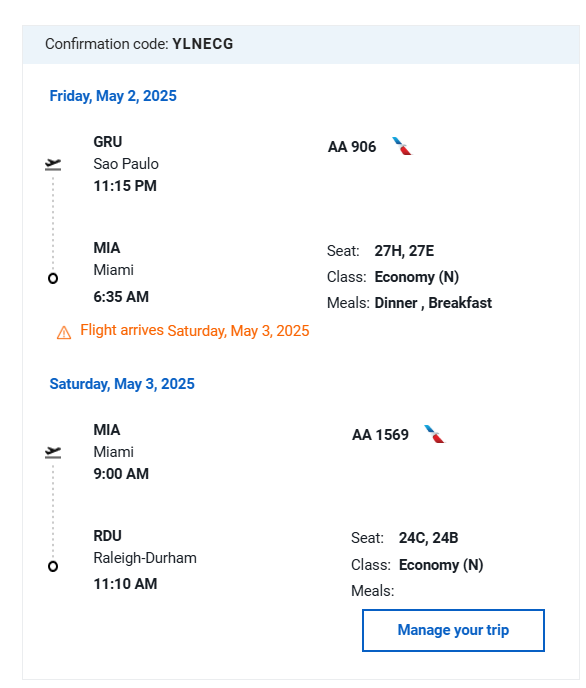 Confirmation code: YLNECG
Friday, May 2, 2025
GRU
Sao Paulo
11:15 PM
AA 906
MIA
Miami
6:35 AM
Seat: 27H, 27E
Class: Economy (N)
Meals: Dinner , Breakfast
Flight arrives Saturday, May 3, 2025
Saturday, May 3, 2025
MIA
Miami
9:00 AM
AA 1569
RDU
Raleigh-Durham
11:10 AM
Seat: 24C, 24B
Class: Economy (N)
Meals:
Manage your trip